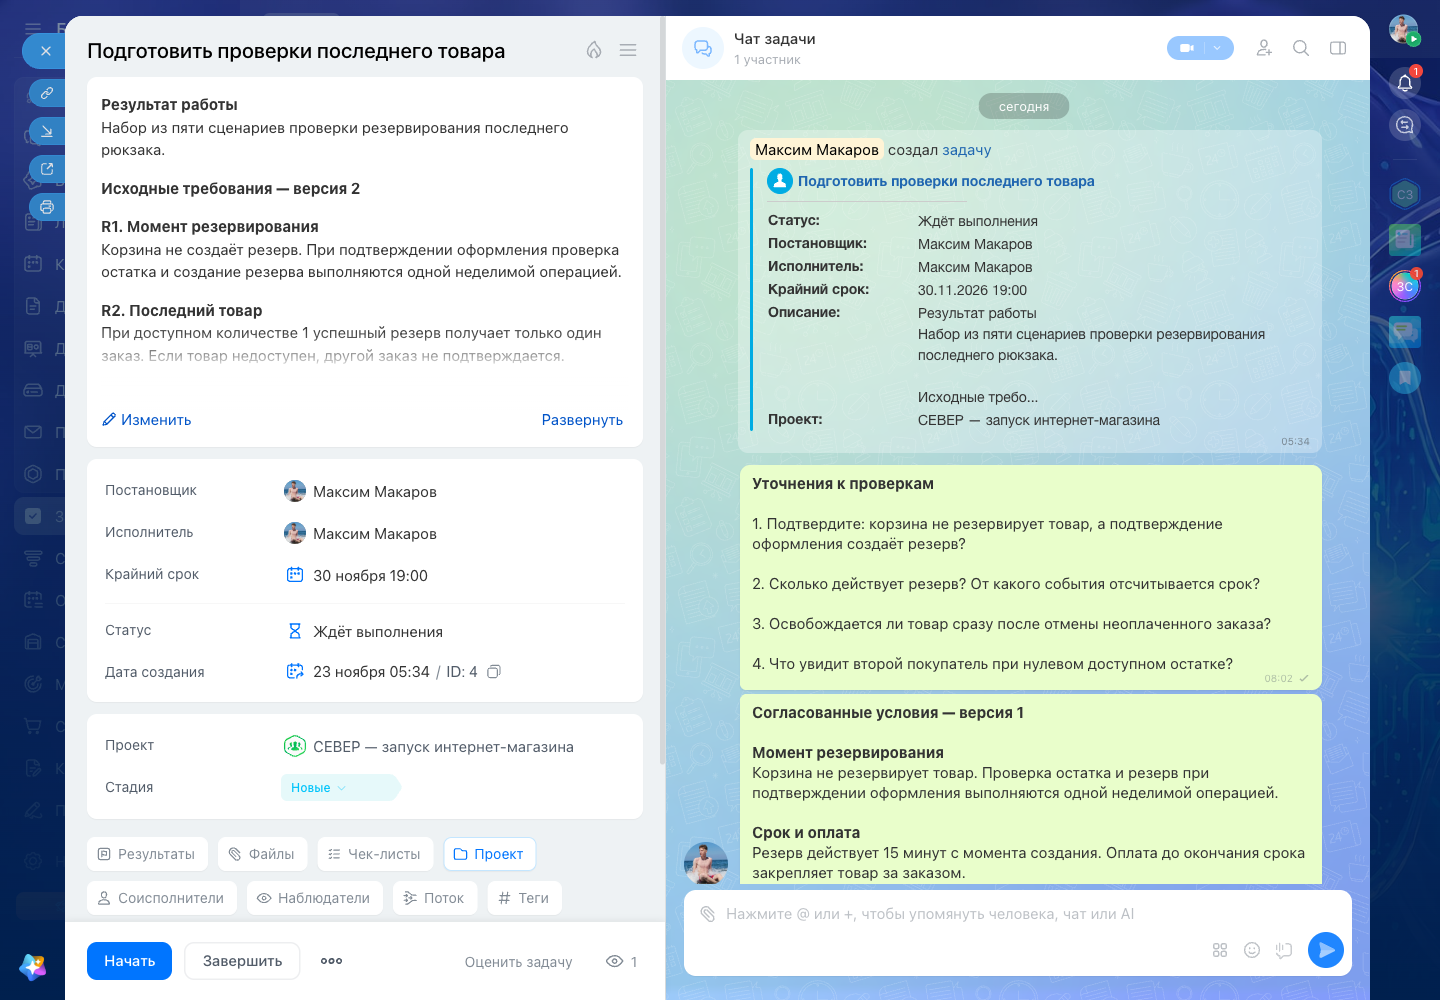 Подготовить проверки последнего товара
Результат работы
Набор из пяти сценариев проверки резервирования последнего
рюкзака.
Исходные требования — версия 2
R1. Момент резервирования
Корзина не создаёт резерв. При подтверждении оформления проверка
остатка и создание резерва выполняются одной неделимой операцией.
R2. Последний товар
При доступном количестве 1 успешный резерв получает только один
заказ. Если товар недоступен, другой заказ не подтверждается.
Изменить
Развернуть
Постановщик
Максим Макаров
Исполнитель
Максим Макаров
Крайний срок
30 ноября 19:00
Статус
Ждёт выполнения
Дата создания
23 ноября 05:34 / ID: 4
Проект
СЕВЕР — запуск интернет-магазина
Стадия
Новые
Результаты
Файлы
Чек-листы
Проект
Соисполнители
Наблюдатели
Поток
Теги
Начать
Завершить
Оценить задачу
1
Чат задачи
1 участник
сегодня
Максим Макаров создал задачу
Подготовить проверки последнего товара
Статус: Ждёт выполнения
Постановщик: Максим Макаров
Исполнитель: Максим Макаров
Крайний срок: 30.11.2026 19:00
Описание: Результат работы
Набор из пяти сценариев проверки резервирования
последнего рюкзака.
Исходные требо...
Проект: СЕВЕР — запуск интернет-магазина
05:34
Уточнения к проверкам
1. Подтвердите: корзина не резервирует товар, а подтверждение
оформления создаёт резерв?
2. Сколько действует резерв? От какого события отсчитывается срок?
3. Освобождается ли товар сразу после отмены неоплаченного заказа?
4. Что увидит второй покупатель при нулевом доступном остатке?
08:02
Согласованные условия — версия 1
Момент резервирования
Корзина не резервирует товар. Проверка остатка и резерв при
подтверждении оформления выполняются одной неделимой операцией.
Срок и оплата
Резерв действует 15 минут с момента создания. Оплата до окончания срока
закрепляет товар за заказом.
Нажмите @ или +, чтобы упомянуть человека, чат или AI
1
СЗ
ЗС
1